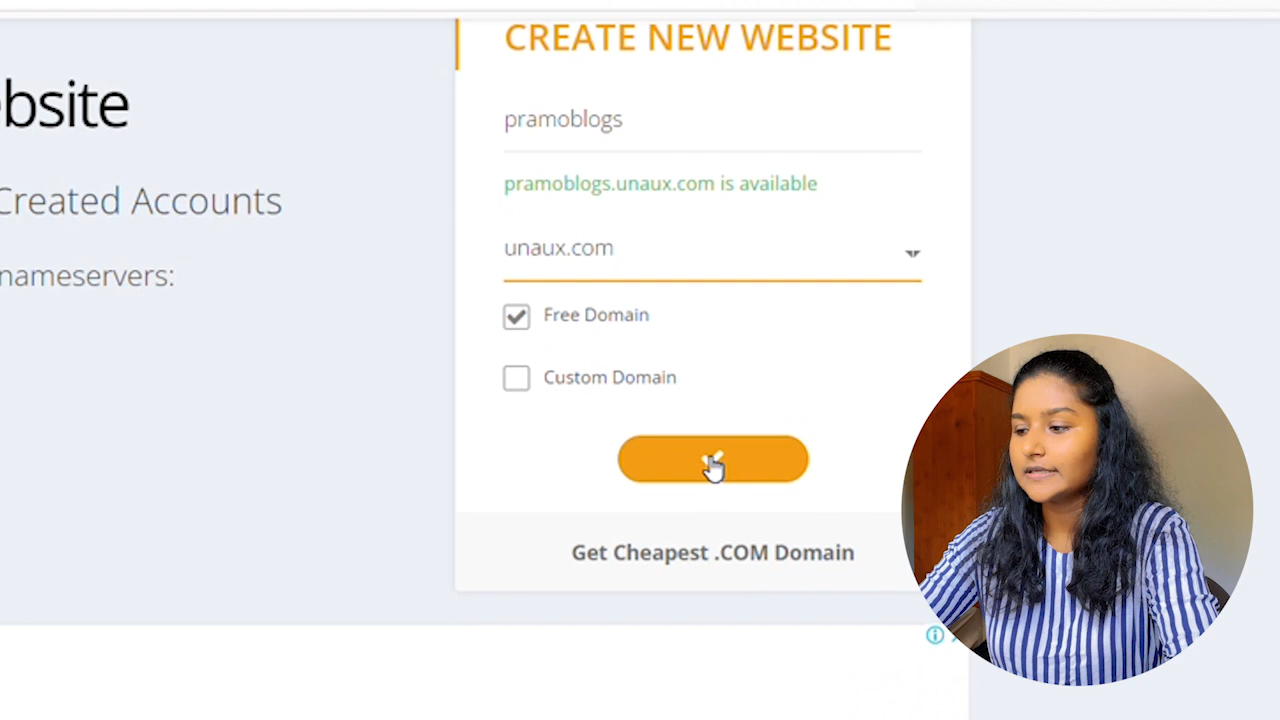 CREATE NEW WEBSITE
bsite
pramoblogs
pramoblogs.unaux.com is available
Created Accounts
unaux.com
nameservers:
Free Domain
Custom Domain
Get Cheapest .COM Domain